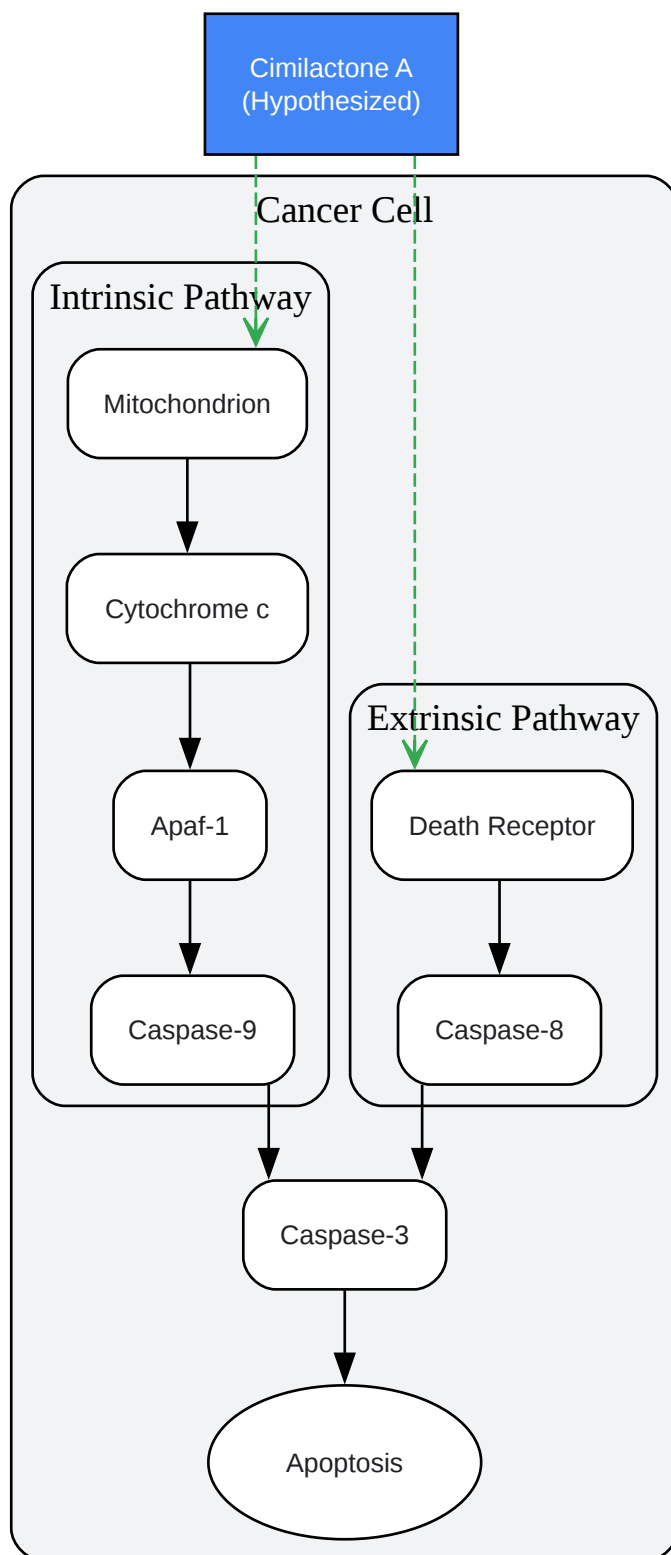 Cimilactone A
(Hypothesized)
Cancer Cell
Intrinsic Pathway
Mitochondrion
Cytochrome c
Apaf-1
Caspase-9
Extrinsic Pathway
Death Receptor
Caspase-8
Caspase-3
Apoptosis